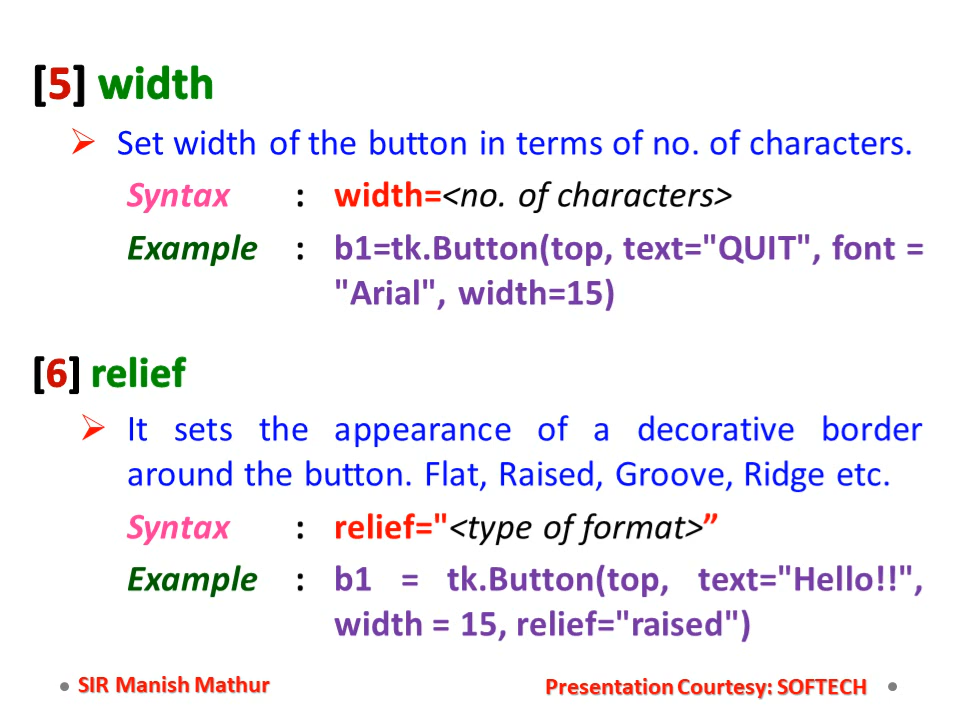 [5] width
Set width of the button in terms of no. of characters.
Syntax : width=<no. of characters>
Example : b1=tk.Button(top, text="QUIT", font =
"Arial", width=15)
[6] relief
It sets the appearance of a decorative border
around the button. Flat, Raised, Groove, Ridge etc.
Syntax : relief="<type of format>”
Example : b1 = tk.Button(top, text="Hello!!",
width = 15, relief="raised")
SIR Manish Mathur Presentation Courtesy: SOFTECH